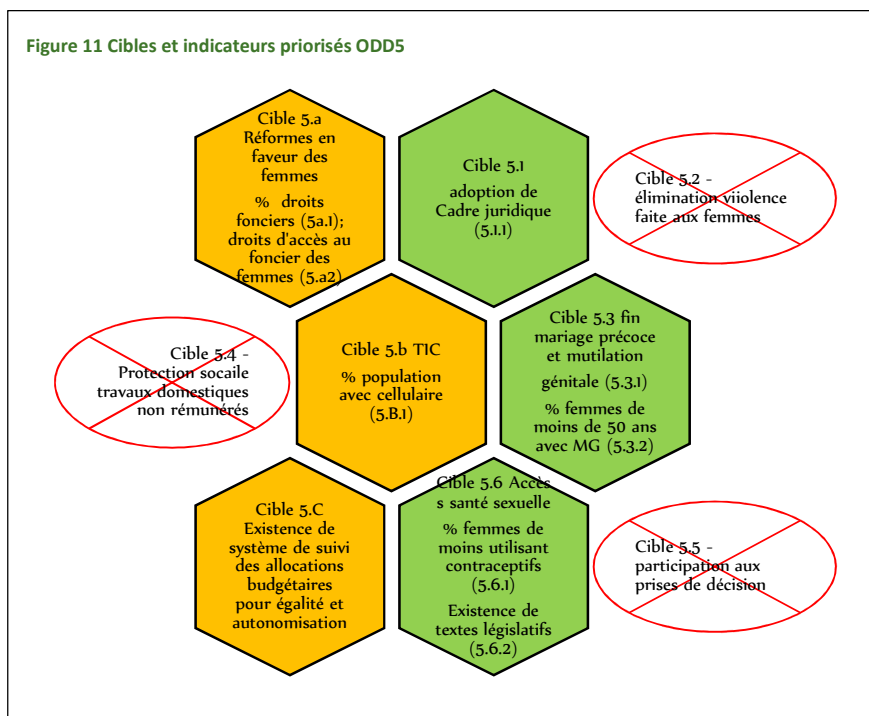 Figure 11 Cibles et indicateurs priorisés ODD5
Cible 5.a
Réformes en
faveur des
femmes
% droits
fonciers (5a.1);
droits d'accès au
foncier des
femmes (5.a2)
Cible 5.1
adoption de
Cadre juridique
(5.1.1)
Cible 5.2 -
élimination viiolence
faite aux femmes
Cible 5.4 -
Protection socaile
travaux domestiques
non rémunérés
Cible 5.b TIC
% population
avec cellulaire
(5.B.1)
Cible 5.3 fin
mariage précoce
et mutilation
génitale (5.3.1)
% femmes de
moins de 50 ans
avec MG (5.3.2)
Cible 5.C
Existence de
système de suivi
des allocations
budgétaires
pour égalité et
autonomisation
Cible 5.6 Accès
s santé sexuelle
% femmes de
moins utilisant
contraceptifs
(5.6.1)
Existence de
textes législatifs
(5.6.2)
Cible 5.5 -
participation aux
prises de décision